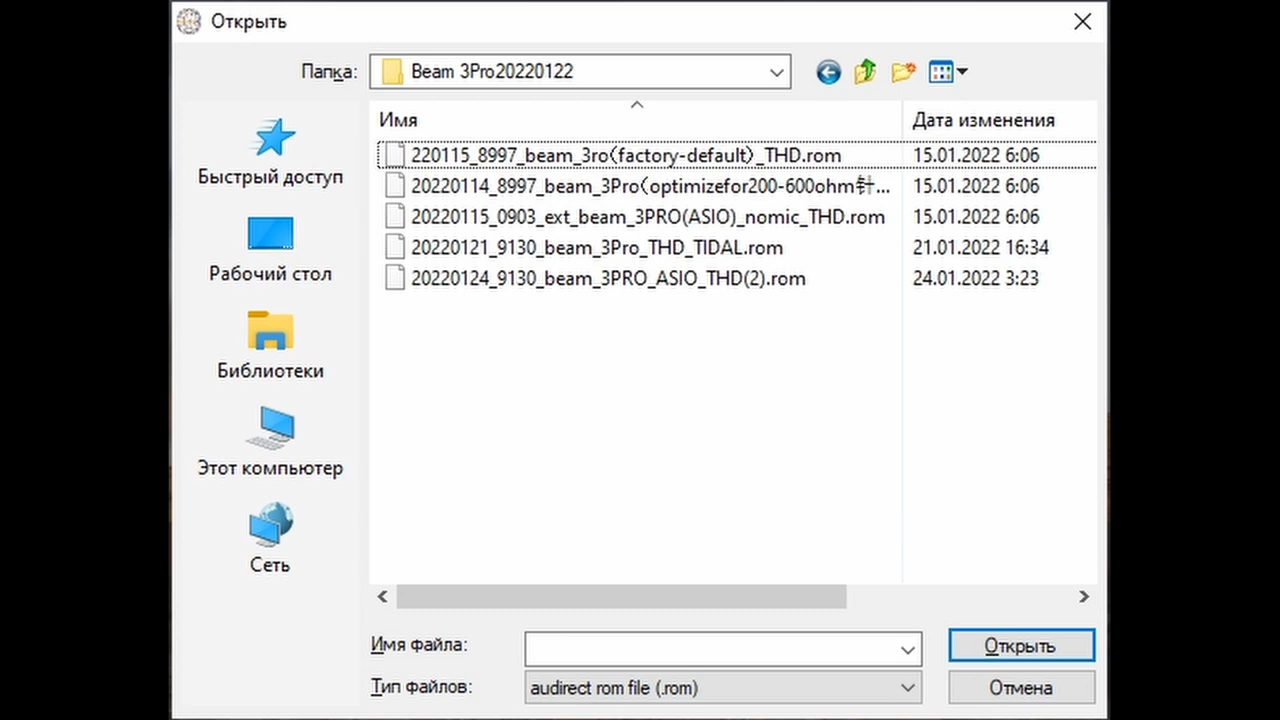 Открыть
Папка: Beam 3Pro20220122
Имя Дата изменения
220115_8997_beam_3ro(factory-default)_THD.rom 15.01.2022 6:06
20220114_8997_beam_3Pro(optimizefor200-600ohm针... 15.01.2022 6:06
20220115_0903_ext_beam_3PRO(ASIO)_nomic_THD.rom 15.01.2022 6:06
20220121_9130_beam_3Pro_THD_TIDAL.rom 21.01.2022 16:34
20220124_9130_beam_3PRO_ASIO_THD(2).rom 24.01.2022 3:23
Быстрый доступ
Рабочий стол
Библиотеки
Этот компьютер
Сеть
Имя файла: Открыть
Тип файлов: audirect rom file (.rom) Отмена